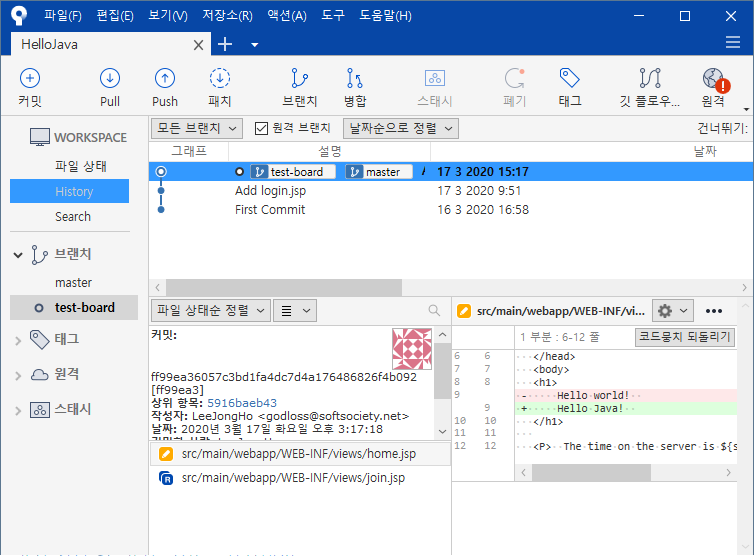 파일(F) 편집(E) 보기(V) 저장소(R) 액션(A) 도구 도움말(H)
HelloJava
커밋 Pull Push 패치 브랜치 병합 스태시 폐기 태그 깃 플로우... 원격
WORKSPACE
파일 상태
History
Search
브랜치
master
test-board
태그
원격
스태시
모든 브랜치 원격 브랜치 날짜순으로 정렬 건너뛰기:
그래프 설명 날짜
test-board master 17 3 2020 15:17
Add login.jsp 17 3 2020 9:51
First Commit 16 3 2020 16:58
파일 상태순 정렬
커밋:
ff99ea36057c3bd1fa4dc7d4a176486826f4b092
[ff99ea3]
상위 항목: 5916baeb43
작성자: LeeJongHo <godloss@softsociety.net>
날짜: 2020년 3월 17일 화요일 오후 3:17:18
src/main/webapp/WEB-INF/views/home.jsp
src/main/webapp/WEB-INF/views/join.jsp
src/main/webapp/WEB-INF/vi...
1 부분 : 6-12 줄 코드뭉치 되돌리기
6 6 </head>
7 7 <body>
8 8 <h1>
9 - Hello world!
9 + Hello Java!
10 10 </h1>
11 11
12 12 <P> The time on the server is ${s